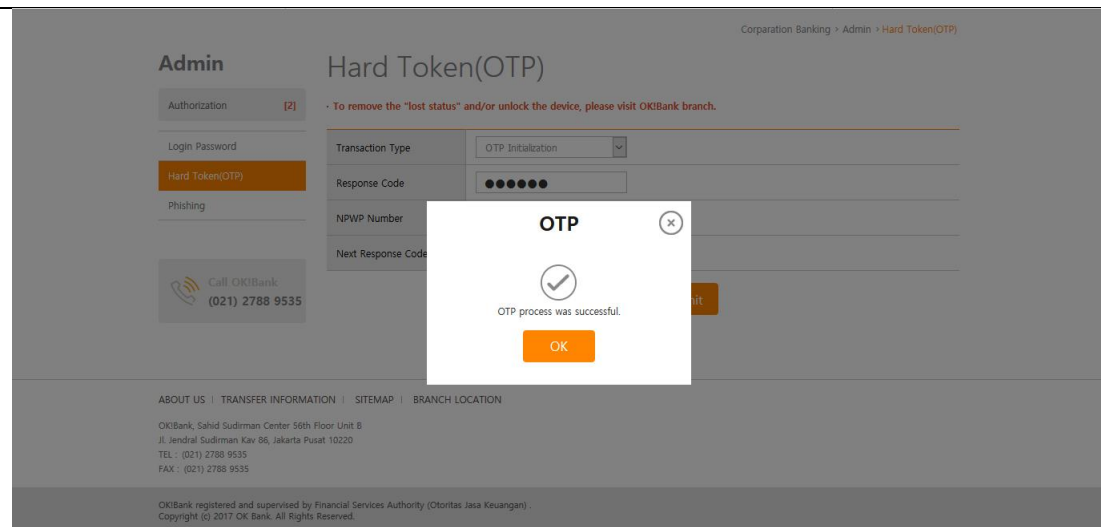 Corparation Banking > Admin > Hard Token(OTP)
Admin
Hard Token(OTP)
Authorization [2]
· To remove the "lost status" and/or unlock the device, please visit OK!Bank branch.
Login Password
Hard Token(OTP)
Phishing
Transaction Type OTP Initialization
Response Code ●●●●●●
NPWP Number
Next Response Code
Call OK!Bank
(021) 2788 9535
OTP
OTP process was successful.
OK
ABOUT US | TRANSFER INFORMATION | SITEMAP | BRANCH LOCATION
OK!Bank, Sahid Sudirman Center 56th Floor Unit B
Jl. Jendral Sudirman Kav 86, Jakarta Pusat 10220
TEL : (021) 2788 9535
FAX : (021) 2788 9535
OK!Bank registered and supervised by Financial Services Authority (Otoritas Jasa Keuangan) .
Copyright (c) 2017 OK Bank. All Rights Reserved.